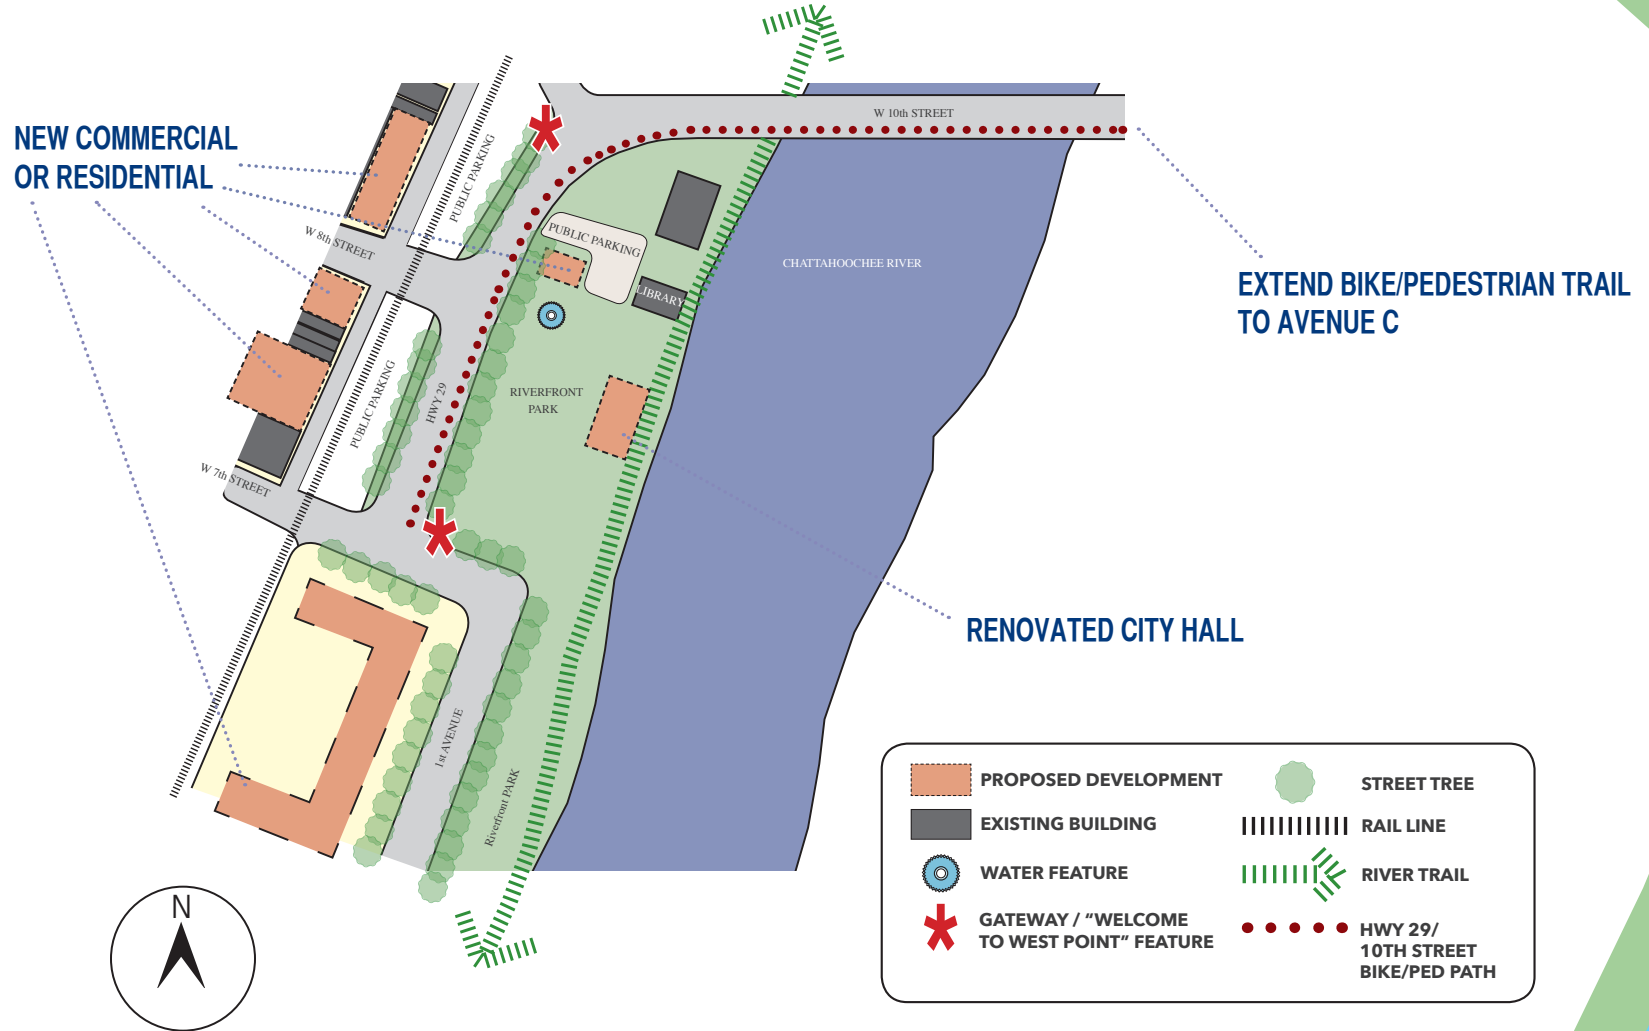 W 10th STREET
NEW COMMERCIAL
OR RESIDENTIAL
PUBLIC PARKING
W 8th STREET
PUBLIC PARKING
CHATTAHOOCHEE RIVER
LIBRARY
EXTEND BIKE/PEDESTRIAN TRAIL
TO AVENUE C
PUBLIC PARKING
HWY 29
RIVERFRONT
PARK
W 7th STREET
RENOVATED CITY HALL
1st AVENUE
Riverfront PARK
PROPOSED DEVELOPMENT
EXISTING BUILDING
WATER FEATURE
GATEWAY / “WELCOME
TO WEST POINT” FEATURE
STREET TREE
RAIL LINE
RIVER TRAIL
HWY 29/
10TH STREET
BIKE/PED PATH
N